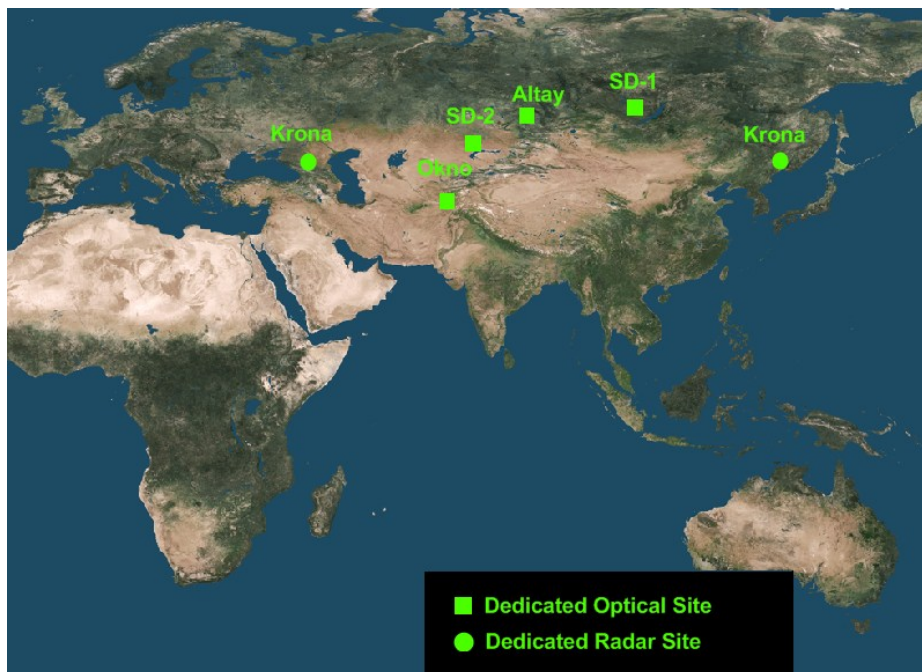 SD-1
Altay
SD-2
Krona
Krona
Okno
Dedicated Optical Site
Dedicated Radar Site